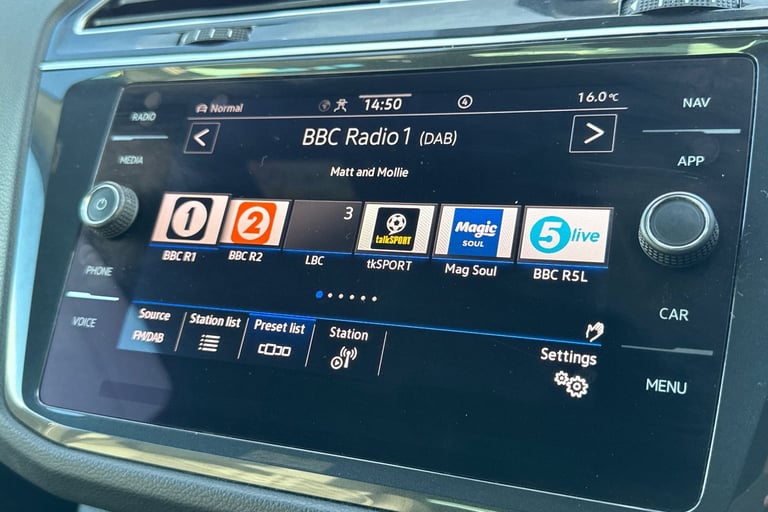 RADIO
MEDIA
PHONE
VOICE
Normal
14:50
4
16.0°C
BBC Radio 1 (DAB)
Matt and Mollie
1
2
3
talkSPORT
Magic
SOUL
5 live
BBC R1
BBC R2
LBC
tkSPORT
Mag Soul
BBC R5L
Source
FM/DAB
Station list
Preset list
Station
Settings
NAV
APP
CAR
MENU